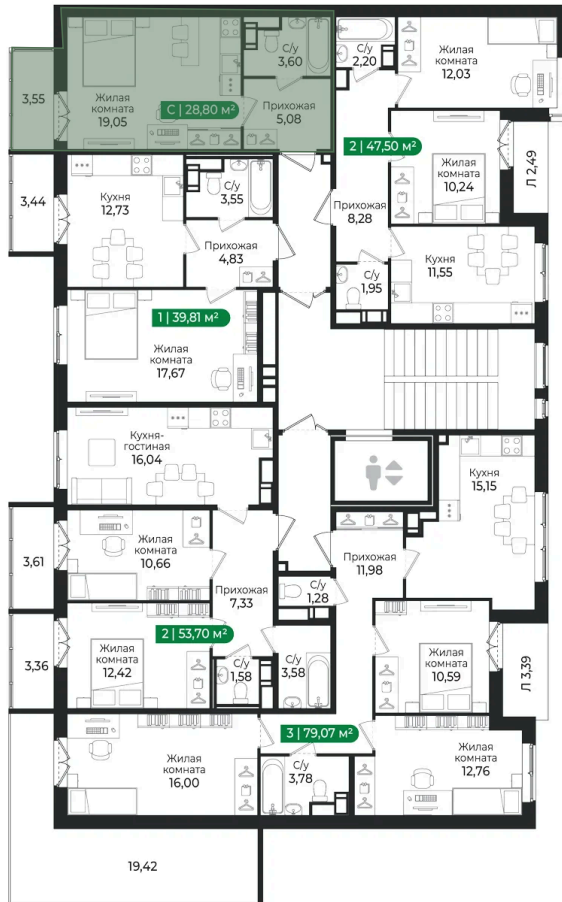 3,55
Жилая
комната
19,05
С | 28,80 м²
С/у
3,60
Прихожая
5,08
С/у
2,20
Жилая
комната
12,03
2 | 47,50 м²
Жилая
комната
10,24
Л 2,49
3,44
Кухня
12,73
С/у
3,55
Прихожая
4,83
Прихожая
8,28
Кухня
11,55
С/у
1,95
1 | 39,81 м²
Жилая
комната
17,67
Кухня-
гостиная
16,04
Кухня
15,15
3,61
Жилая
комната
10,66
7,33
Прихожая
11,98
С/у
1,28
2 | 53,70 м²
3,36
Жилая
комната
12,42
С/у
1,58
С/у
3,58
Жилая
комната
10,59
Л 3,39
3 | 79,07 м²
Жилая
комната
16,00
С/у
3,78
Жилая
комната
12,76
19,42